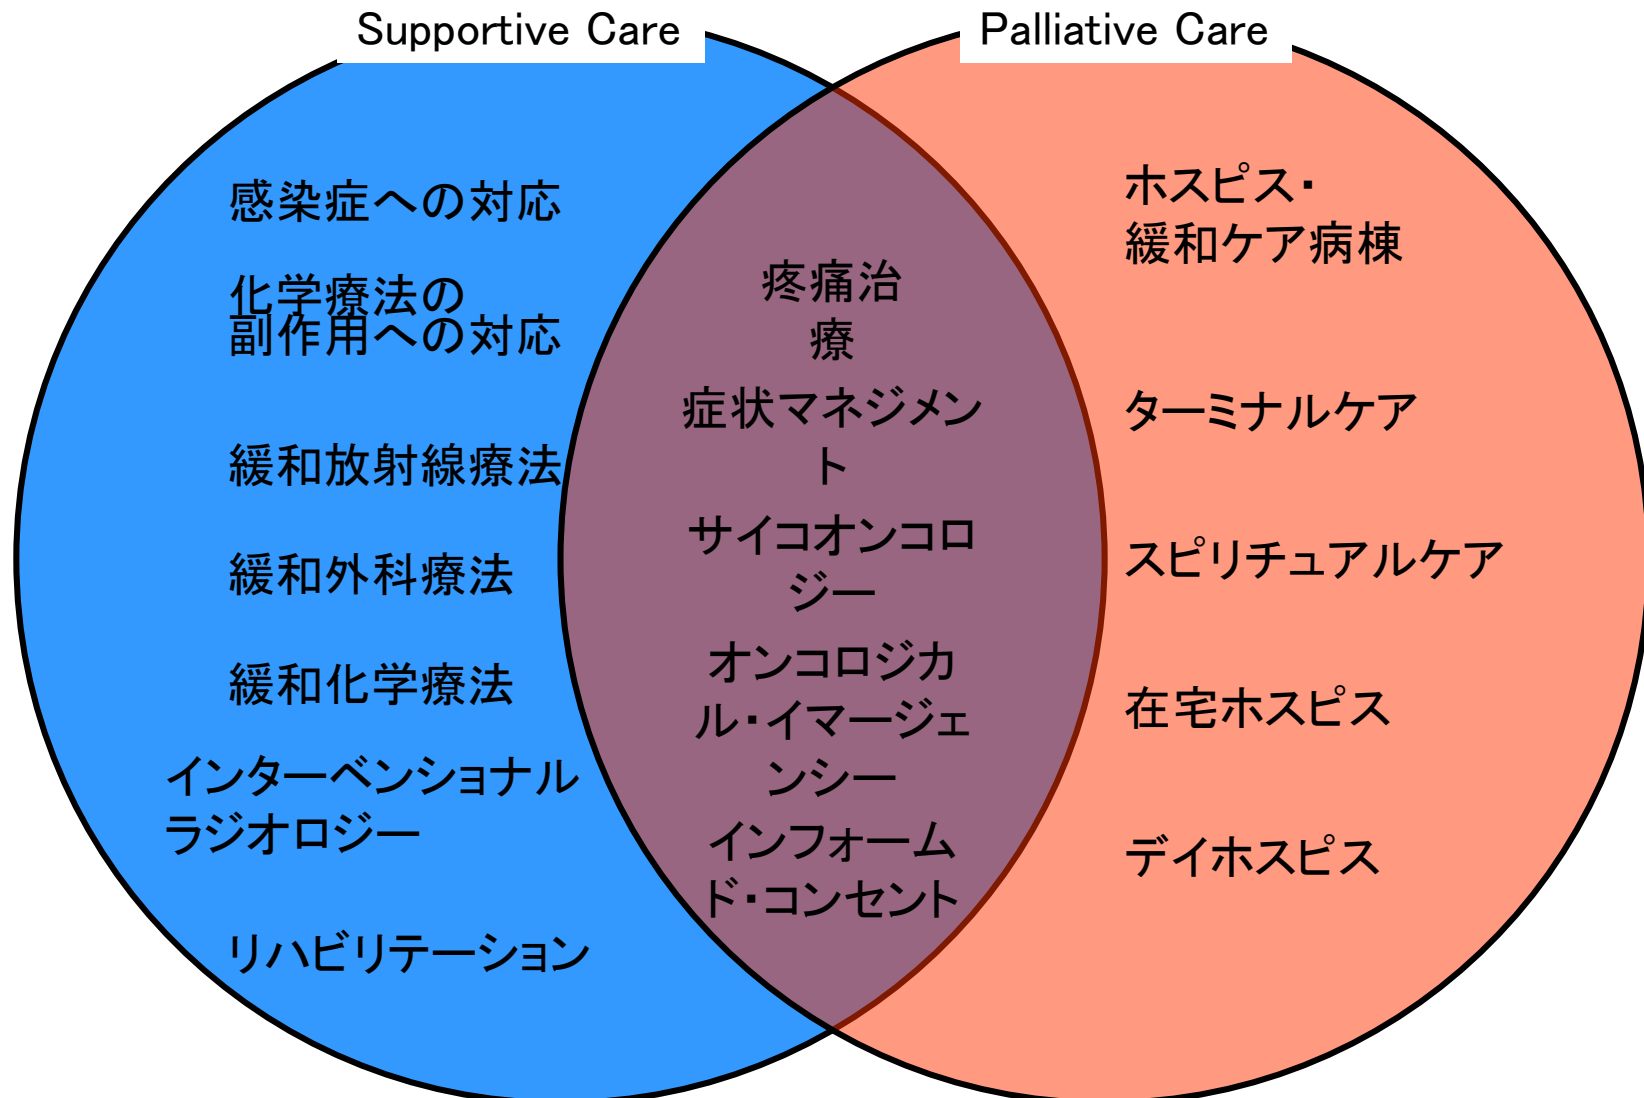 Supportive Care
Palliative Care
感染症への対応
化学療法の
副作用への対応
緩和放射線療法
緩和外科療法
緩和化学療法
インターベンショナル
ラジオロジー
リハビリテーション
疼痛治
療
症状マネジメン
ト
サイコオンコロ
ジー
オンコロジカ
ル・イマージェ
ンシー
インフォーム
ド・コンセント
ホスピス・
緩和ケア病棟
ターミナルケア
スピリチュアルケア
在宅ホスピス
デイホスピス